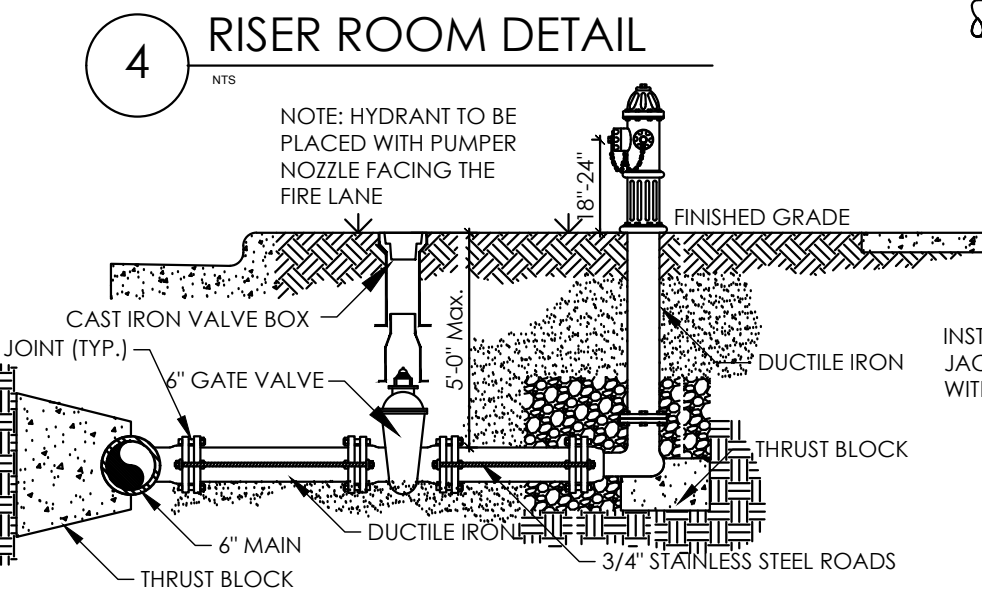 4
RISER ROOM DETAIL
NTS
NOTE: HYDRANT TO BE
PLACED WITH PUMPER
NOZZLE FACING THE
FIRE LANE
18"-24"
FINISHED GRADE
CAST IRON VALVE BOX
JOINT (TYP.)
6" GATE VALVE
5'-0" Max.
DUCTILE IRON
INST
JAC
WITH
THRUST BLOCK
DUCTILE IRON
6" MAIN
3/4" STAINLESS STEEL ROADS
THRUST BLOCK